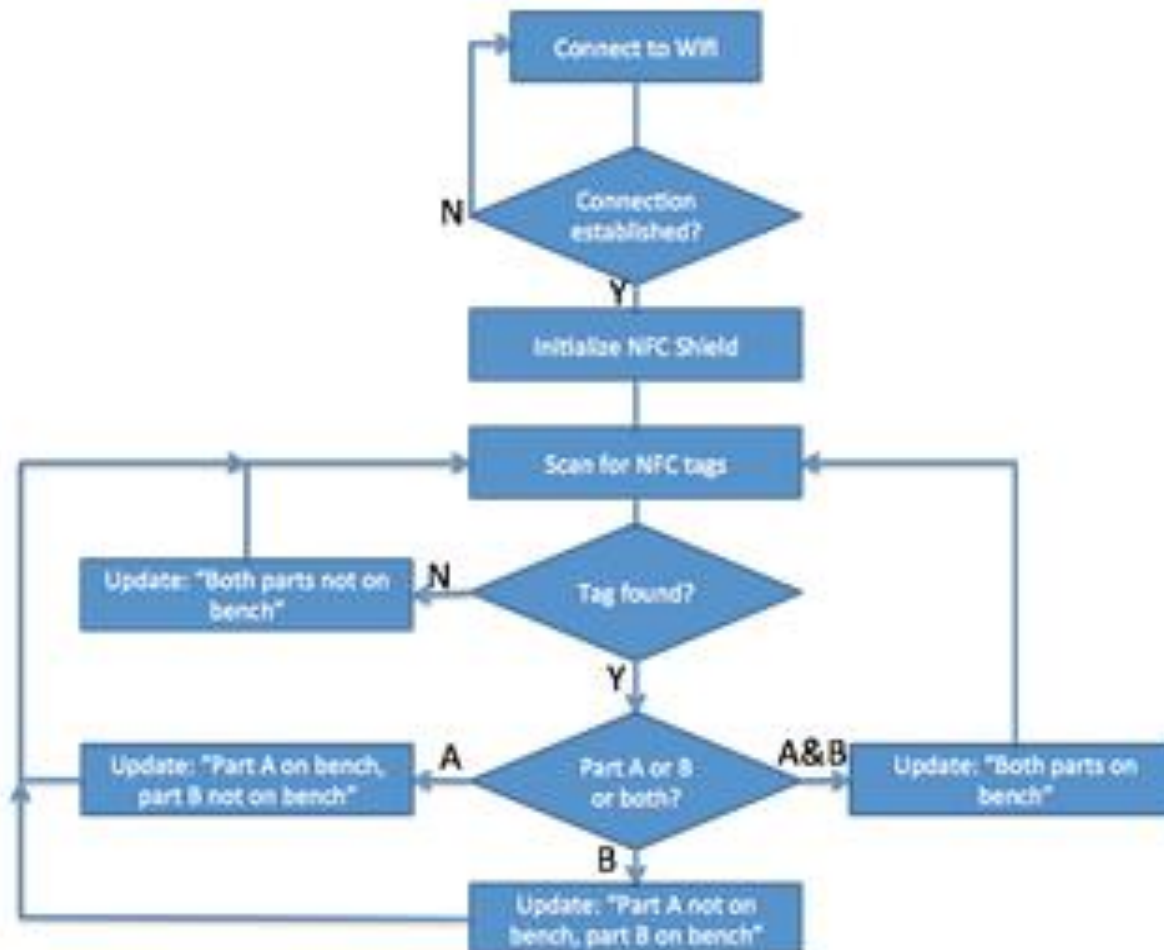 Connect to Wifi
Connection
established?
N
Y
Initialize NFC Shield
Scan for NFC tags
Update: "Both parts not on
bench"
N
Tag found?
Y
Update: "Part A on bench,
part B not on bench"
A
Part A or B
or both?
A&B
Update: "Both parts on
bench"
B
Update: "Part A not on
bench, part B on bench"